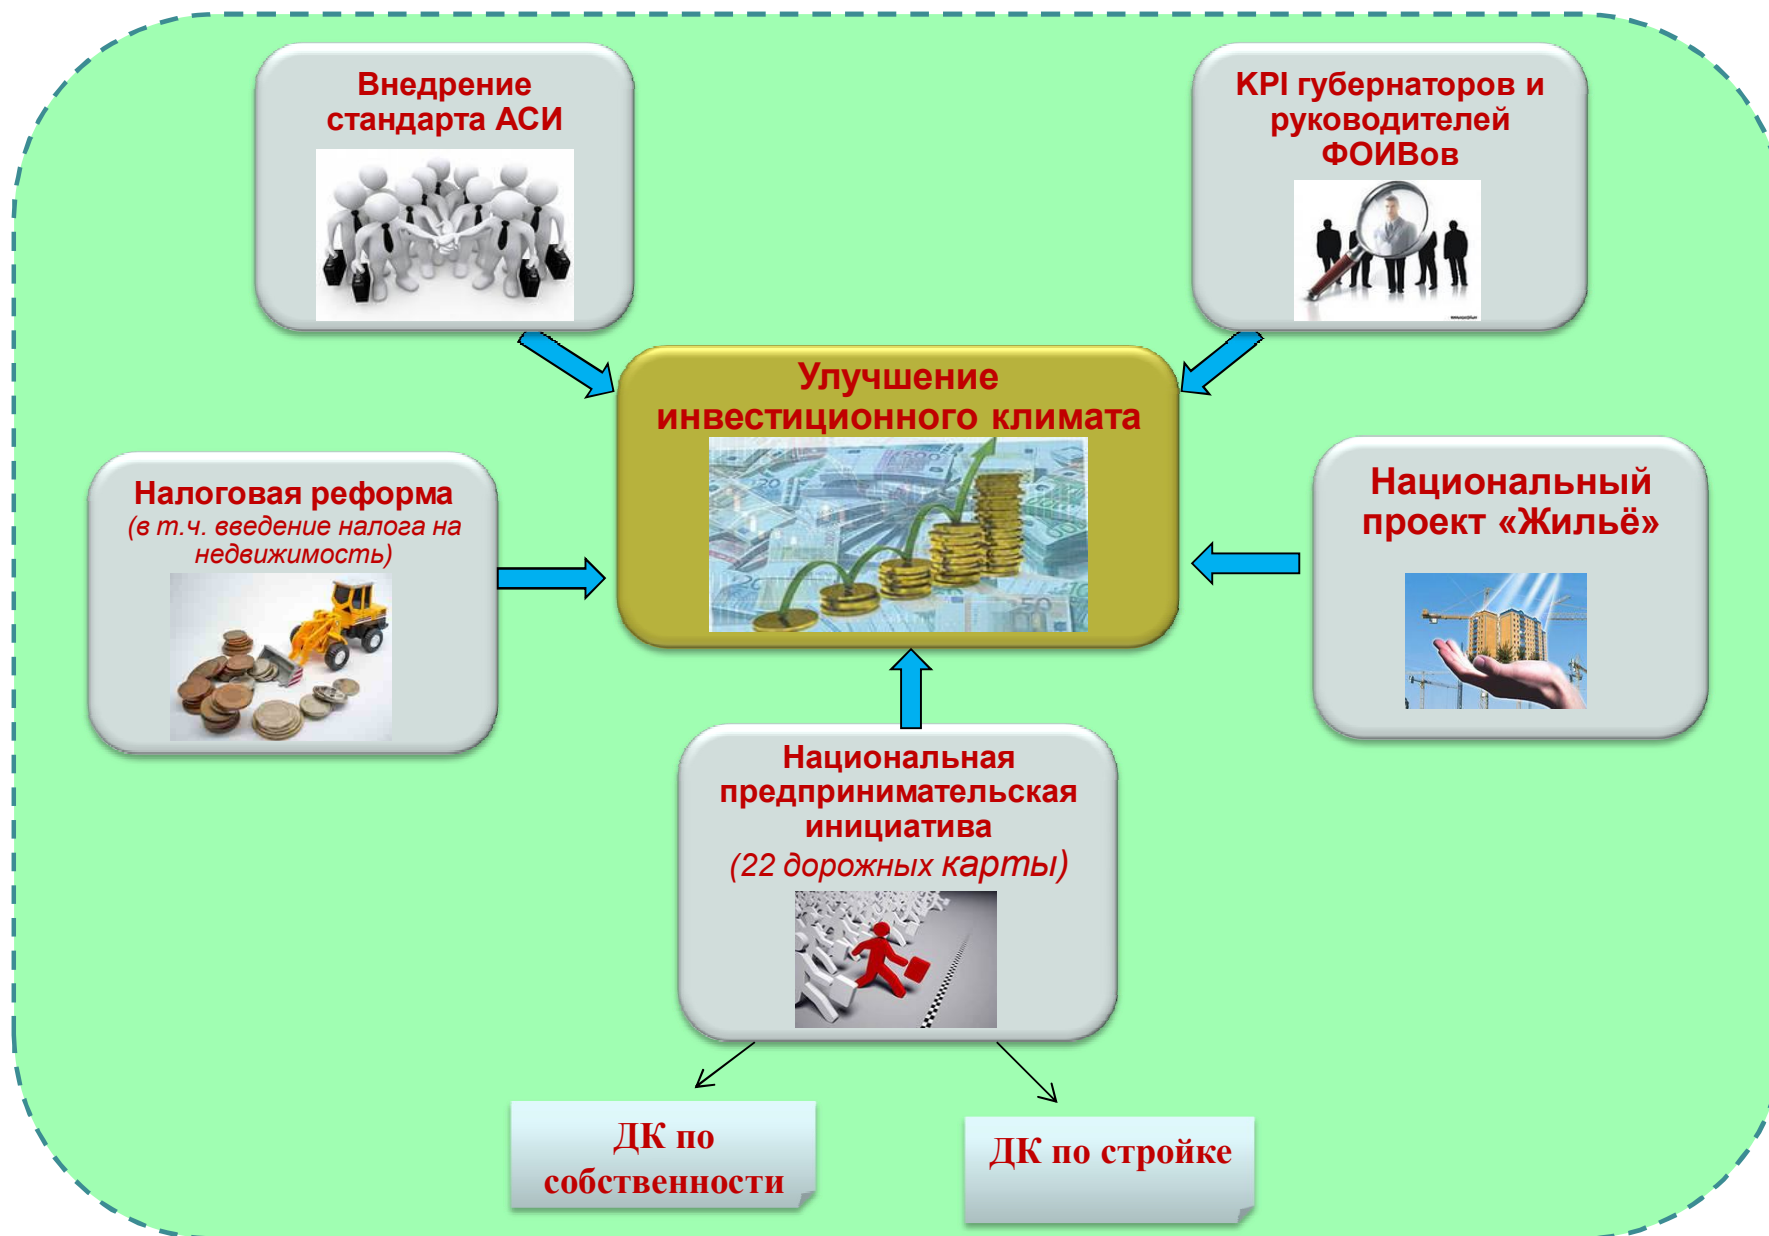 Внедрение
стандарта АСИ
KPI губернаторов и
руководителей
ФОИВов
Улучшение
инвестиционного климата
Налоговая реформа
(в т.ч. введение налога на
недвижимость)
Национальный
проект «Жильё»
Национальная
предпринимательская
инициатива
(22 дорожных карты)
ДК по
собственности
ДК по стройке